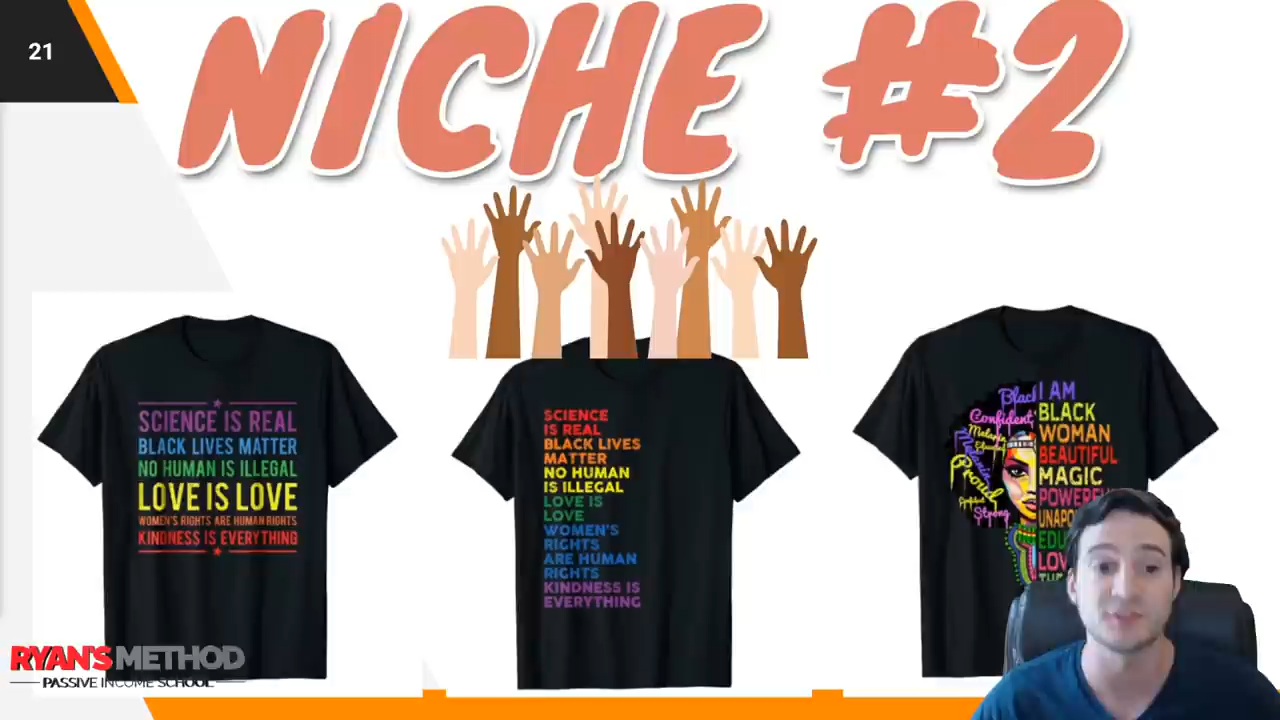 21
NICHE #2
SCIENCE IS REAL
BLACK LIVES MATTER
NO HUMAN IS ILLEGAL
LOVE IS LOVE
WOMEN'S RIGHTS ARE HUMAN RIGHTS
KINDNESS IS EVERYTHING
SCIENCE
IS REAL
BLACK LIVES
MATTER
NO HUMAN
IS ILLEGAL
LOVE IS
LOVE
WOMEN'S
RIGHTS
ARE HUMAN
RIGHTS
KINDNESS IS
EVERYTHING
Black
Confident
Melanin
Proud
Strong
I AM
BLACK
WOMAN
BEAUTIFUL
MAGIC
RYAN'S METHOD
PASSIVE INCOME SCHOOL